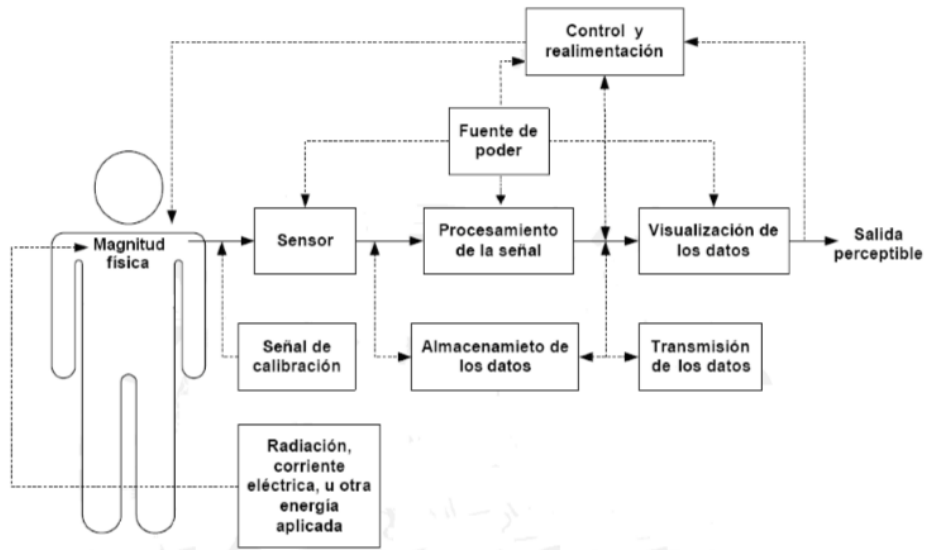 Control y
realimentación
Fuente de
poder
Magnitud
física
Sensor
Procesamiento
de la señal
Visualización de
los datos
Salida
perceptible
Señal de
calibración
Almacenamieto de
los datos
Transmisión
de los datos
Radiación,
corriente
eléctrica, u otra
energía
aplicada